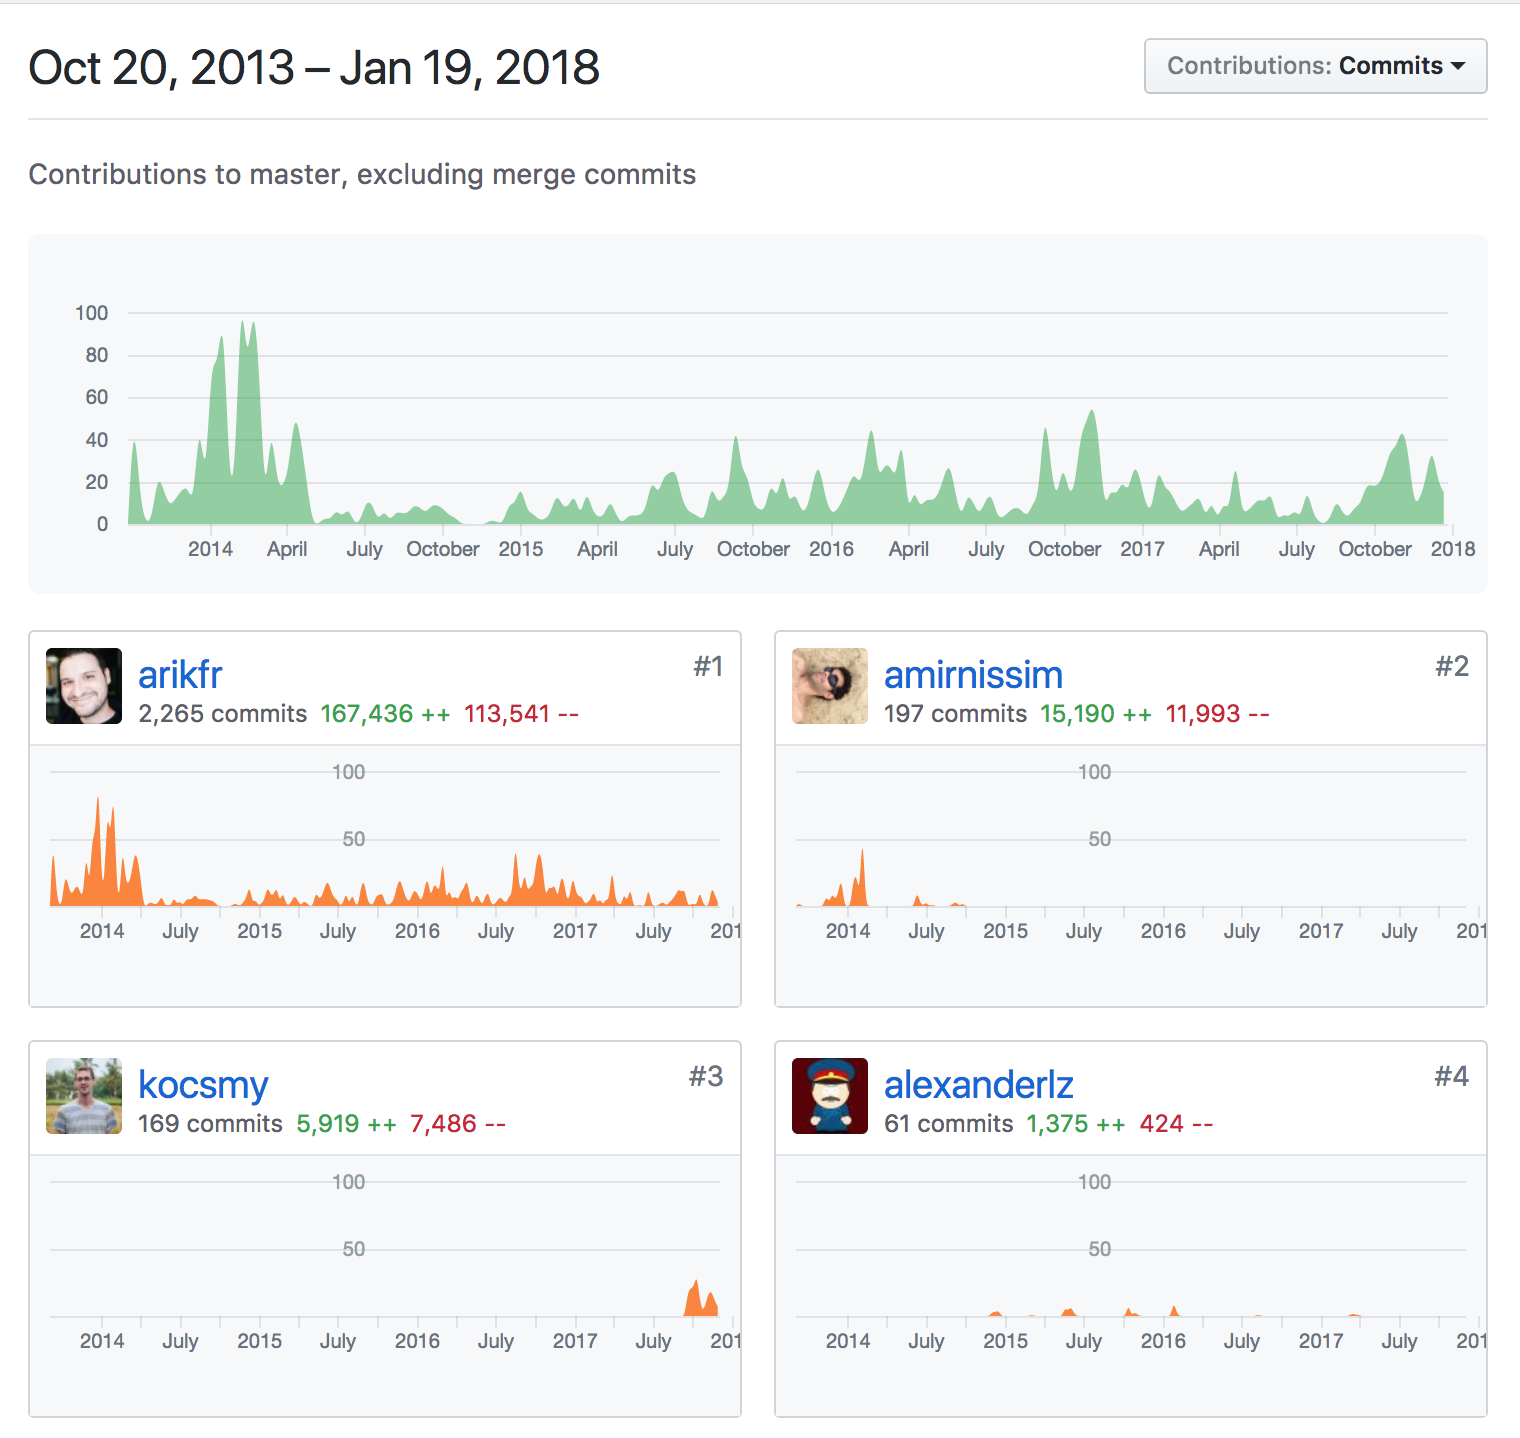 Oct 20, 2013 – Jan 19, 2018
Contributions: Commits
Contributions to master, excluding merge commits
100
80
60
40
20
0
2014 April July October 2015 April July October 2016 April July October 2017 April July October 2018
arikfr #1
2,265 commits 167,436 ++ 113,541 --
100
50
2014 July 2015 July 2016 July 2017 July 201
amirnissim #2
197 commits 15,190 ++ 11,993 --
100
50
2014 July 2015 July 2016 July 2017 July 201
kocsmy #3
169 commits 5,919 ++ 7,486 --
100
50
2014 July 2015 July 2016 July 2017 July 201
alexanderlz #4
61 commits 1,375 ++ 424 --
100
50
2014 July 2015 July 2016 July 2017 July 201